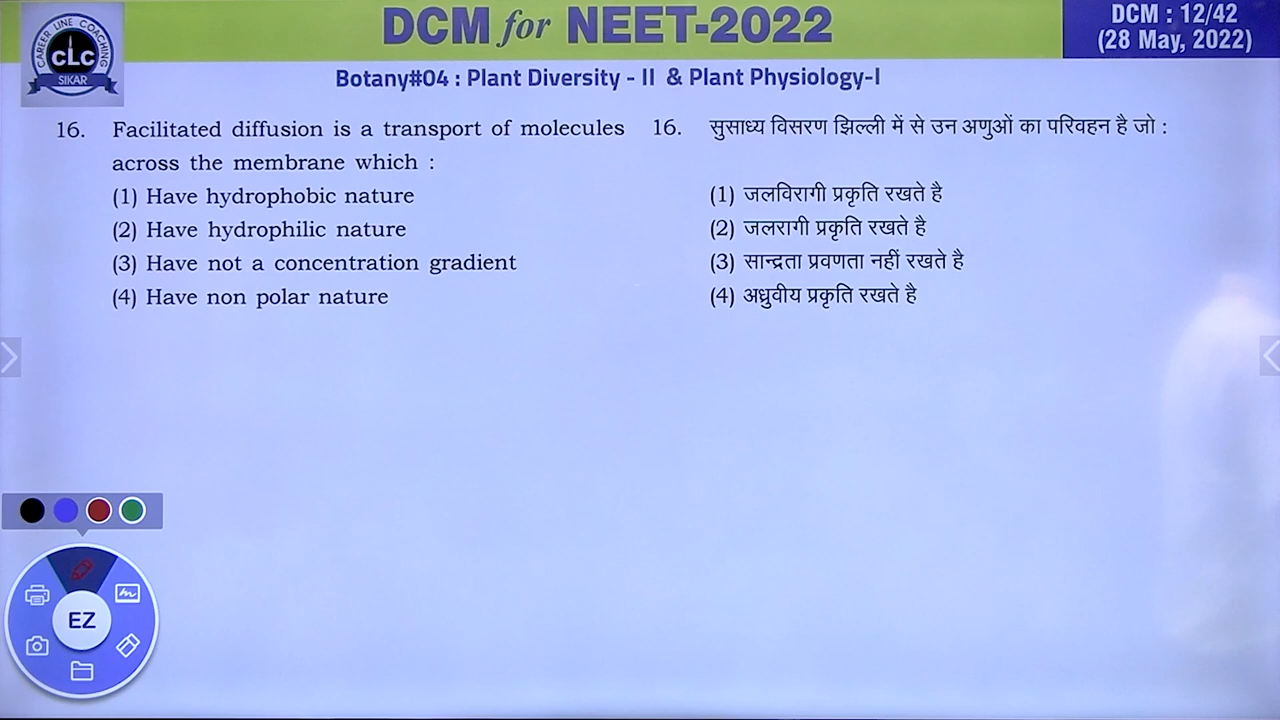 CAREER LINE COACHING
CLC
SIKAR
DCM for NEET-2022
DCM : 12/42
(28 May, 2022)
Botany#04 : Plant Diversity - II & Plant Physiology-I
16. Facilitated diffusion is a transport of molecules
across the membrane which :
(1) Have hydrophobic nature
(2) Have hydrophilic nature
(3) Have not a concentration gradient
(4) Have non polar nature
16. सुसाध्य विसरण झिल्ली में से उन अणुओं का परिवहन है जो :
(1) जलविरागी प्रकृति रखते है
(2) जलरागी प्रकृति रखते है
(3) सान्द्रता प्रवणता नहीं रखते है
(4) अध्रुवीय प्रकृति रखते है
EZ